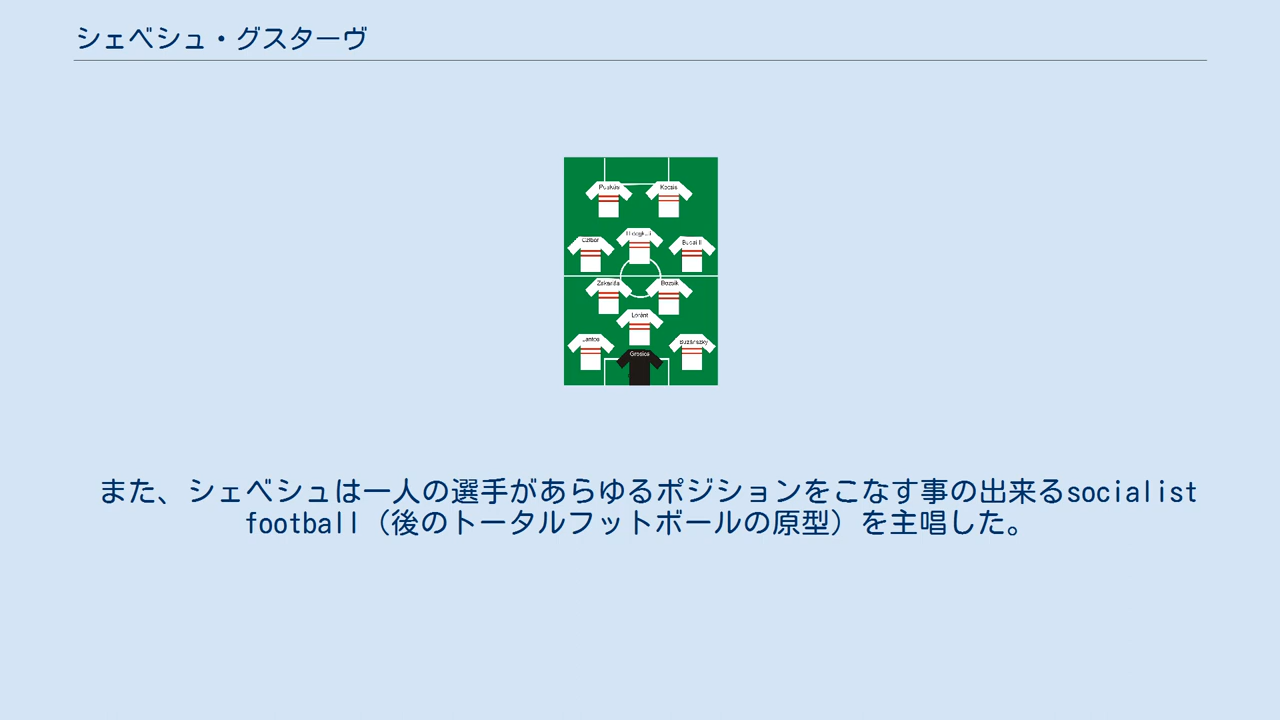 シェベシュ・グスターヴ
Puskás
Kocsis
Czibor
Budai II
Zakariás
Bozsik
Lóránt
Lantos
Buzánszky
Grosics
また、シェベシュは一人の選手があらゆるポジションをこなす事の出来るsocialist
football（後のトータルフットボールの原型）を主唱した。